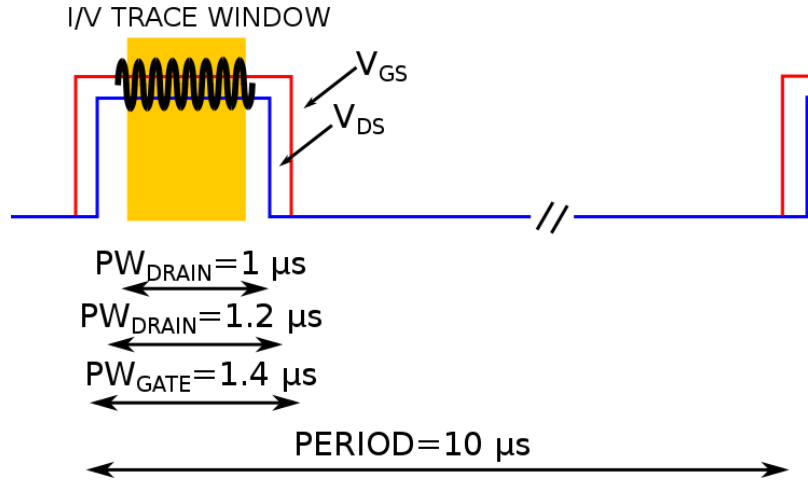 I/V TRACE WINDOW
VGS
VDS
PWDRAIN=1 μs
PWDRAIN=1.2 μs
PWGATE=1.4 μs
PERIOD=10 μs